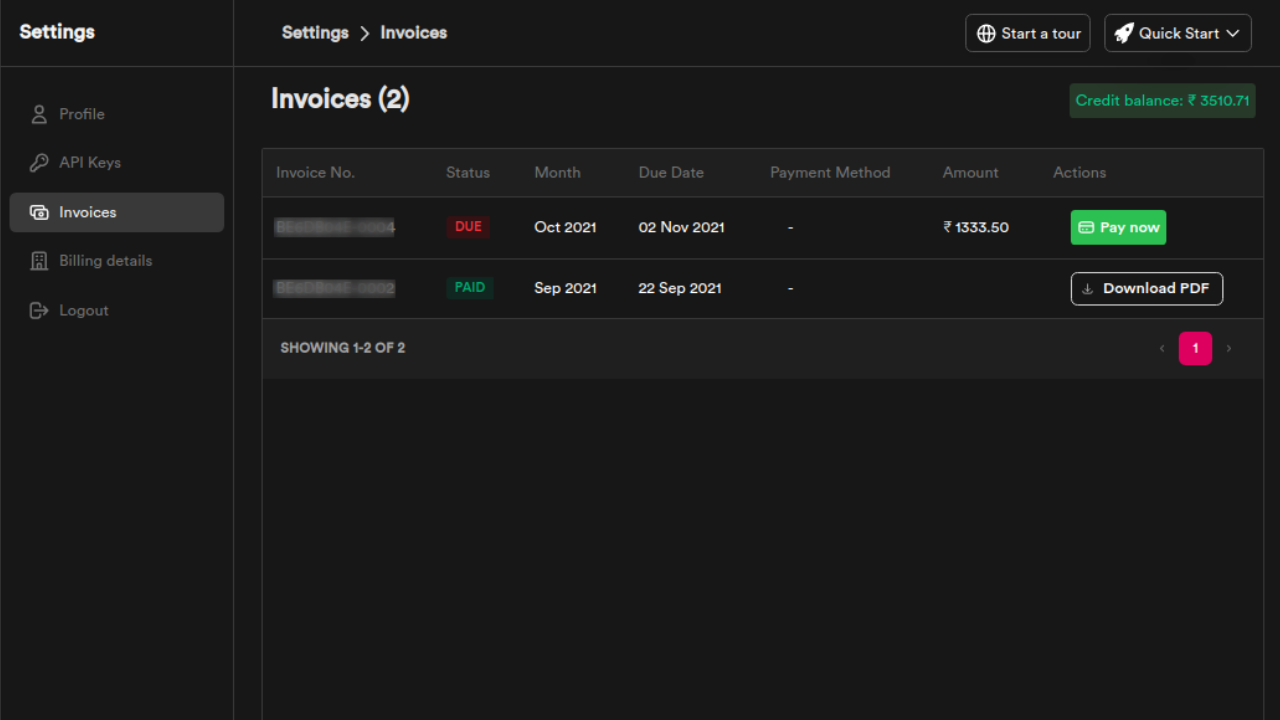 Settings
Settings > Invoices
Start a tour
Quick Start
Profile
API Keys
Invoices
Billing details
Logout
Invoices (2)
Credit balance: ₹ 3510.71
Invoice No. Status Month Due Date Payment Method Amount Actions
DUE Oct 2021 02 Nov 2021 - ₹ 1333.50 Pay now
PAID Sep 2021 22 Sep 2021 - Download PDF
SHOWING 1-2 OF 2
‹ 1 ›